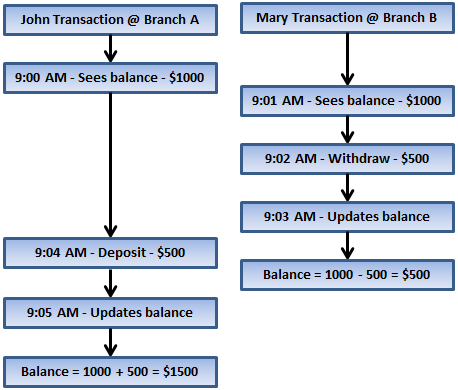 John Transaction @ Branch A
9:00 AM - Sees balance - $1000
9:04 AM - Deposit - $500
9:05 AM - Updates balance
Balance = 1000 + 500 = $1500
Mary Transaction @ Branch B
9:01 AM - Sees balance - $1000
9:02 AM - Withdraw - $500
9:03 AM - Updates balance
Balance = 1000 - 500 = $500